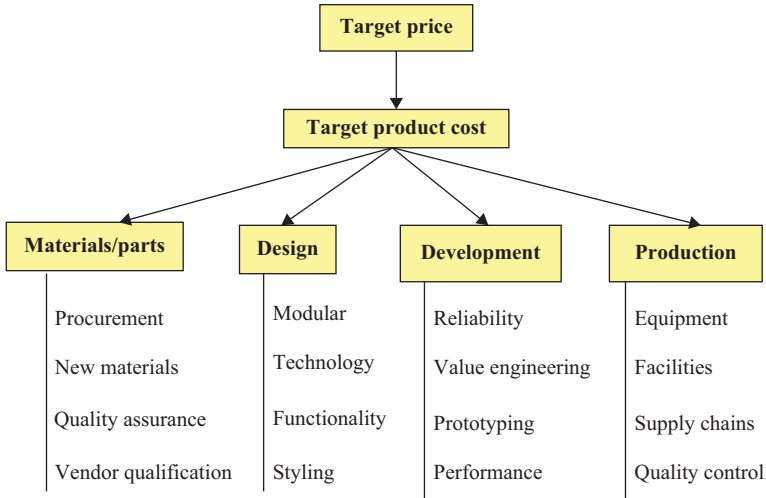 Target price
Target product cost
Materials/parts
Design
Development
Production
Procurement
New materials
Quality assurance
Vendor qualification
Modular
Technology
Functionality
Styling
Reliability
Value engineering
Prototyping
Performance
Equipment
Facilities
Supply chains
Quality control